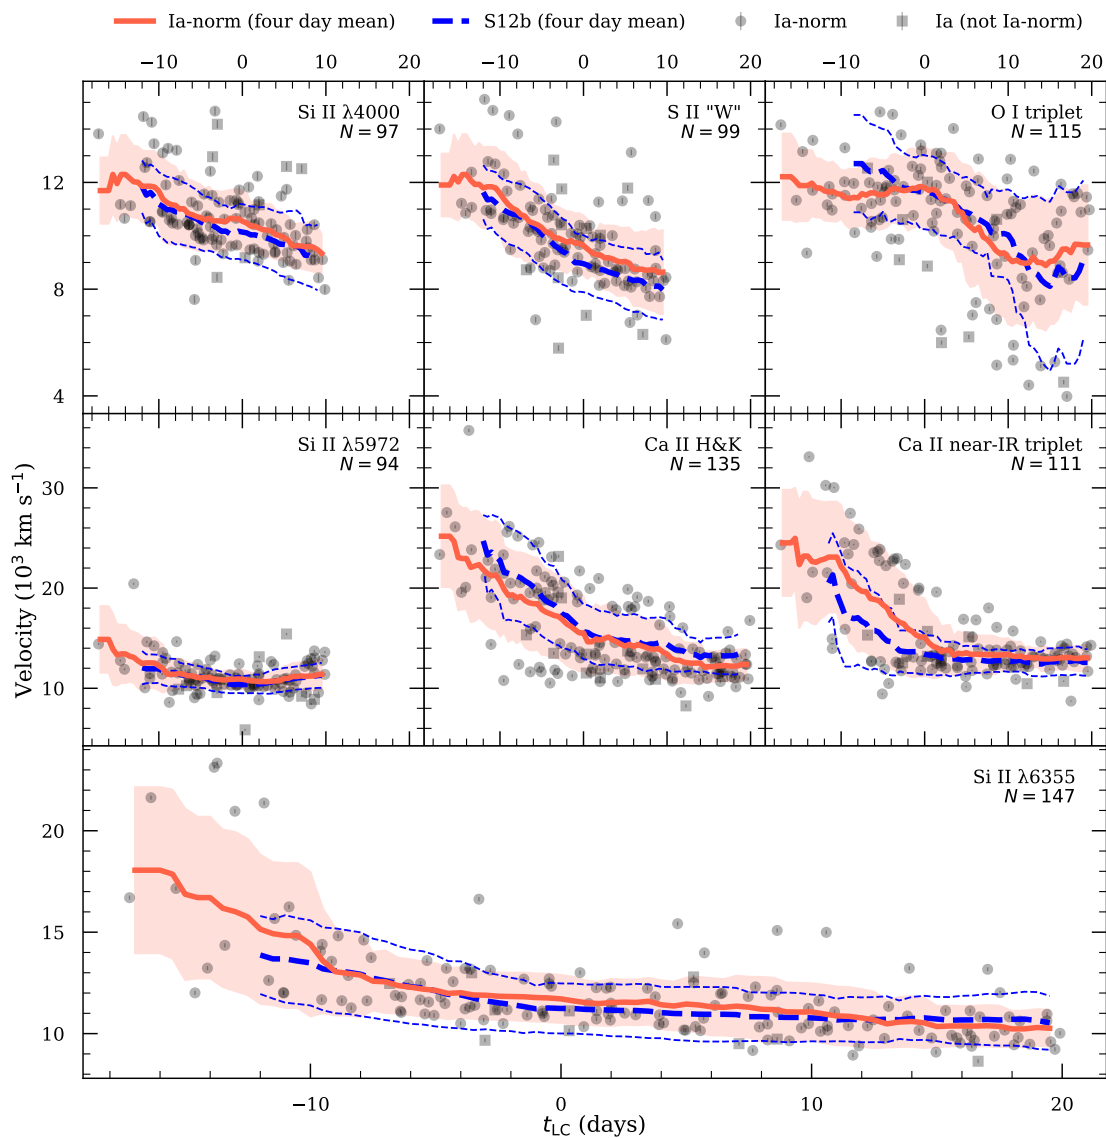 Ia-norm (four day mean) S12b (four day mean) Ia-norm Ia (not Ia-norm)
−10 0 10 20 −10 0 10 20 −10 0 10 20
Si II λ4000
N = 97
S II "W"
N = 99
O I triplet
N = 115
12
8
4
Si II λ5972
N = 94
Ca II H&K
N = 135
Ca II near-IR triplet
N = 111
30
20
10
Velocity (10³ km s⁻¹)
Si II λ6355
N = 147
20
15
10
−10 0 10 20
t_LC (days)